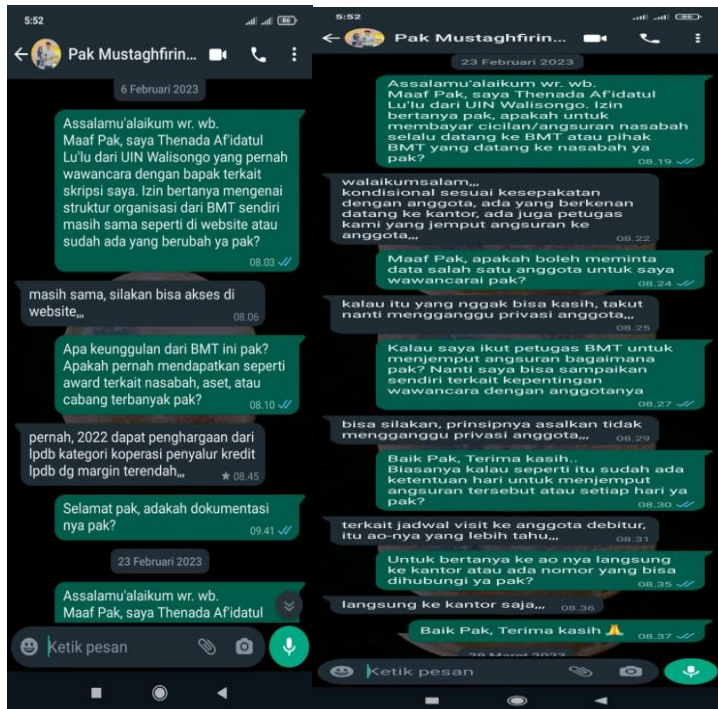 5:52
86
Pak Mustaghfirin...
6 Februari 2023
Assalamu'alaikum wr. wb.
Maaf Pak, saya Thenada Af'idatul
Lu'lu dari UIN Walisongo yang pernah
wawancara dengan bapak terkait
skripsi saya. Izin bertanya mengenai
struktur organisasi dari BMT sendiri
masih sama seperti di website atau
sudah ada yang berubah ya pak?
08.03
masih sama, silakan bisa akses di
website,,,
08.06
Apa keunggulan dari BMT ini pak?
Apakah pernah mendapatkan seperti
award terkait nasabah, aset, atau
cabang terbanyak pak?
08.10
pernah, 2022 dapat penghargaan dari
lpdb kategori koperasi penyalur kredit
lpdb dg margin terendah,,,
08.45
Selamat pak, adakah dokumentasi
nya pak?
09.41
23 Februari 2023
Assalamu'alaikum wr. wb.
Maaf Pak, saya Thenada Af'idatul
Ketik pesan
5:52
86
Pak Mustaghfirin...
23 Februari 2023
Assalamu'alaikum wr. wb.
Maaf Pak, saya Thenada Af'idatul
Lu'lu dari UIN Walisongo. Izin
bertanya pak, apakah untuk
membayar cicilan/angsuran nasabah
selalu datang ke BMT atau pihak
BMT yang datang ke nasabah ya
pak?
08.19
walaikumsalam,,,
kondisional sesuai kesepakatan
dengan anggota, ada yang berkenan
datang ke kantor, ada juga petugas
kami yang jemput angsuran ke
anggota,,,
08.22
Maaf Pak, apakah boleh meminta
data salah satu anggota untuk saya
wawancarai pak?
08.24
kalau itu yang nggak bisa kasih, takut
nanti mengganggu privasi anggota,,,
08.25
Kalau saya ikut petugas BMT untuk
menjemput angsuran bagaimana
pak? Nanti saya bisa sampaikan
sendiri terkait kepentingan
wawancara dengan anggotanya
08.27
bisa silakan, prinsipnya asalkan tidak
mengganggu privasi anggota,,,
08.29
Baik Pak, Terima kasih..
Biasanya kalau seperti itu sudah ada
ketentuan hari untuk menjemput
angsuran tersebut atau setiap hari ya
pak?
08.30
terkait jadwal visit ke anggota debitur,
itu ao-nya yang lebih tahu,,,
08.31
Untuk bertanya ke ao nya langsung
ke kantor atau ada nomor yang bisa
dihubungi ya pak?
08.35
langsung ke kantor saja,,,
08.36
Baik Pak, Terima kasih 🙏
08.37
29 Maret 2023
Ketik pesan